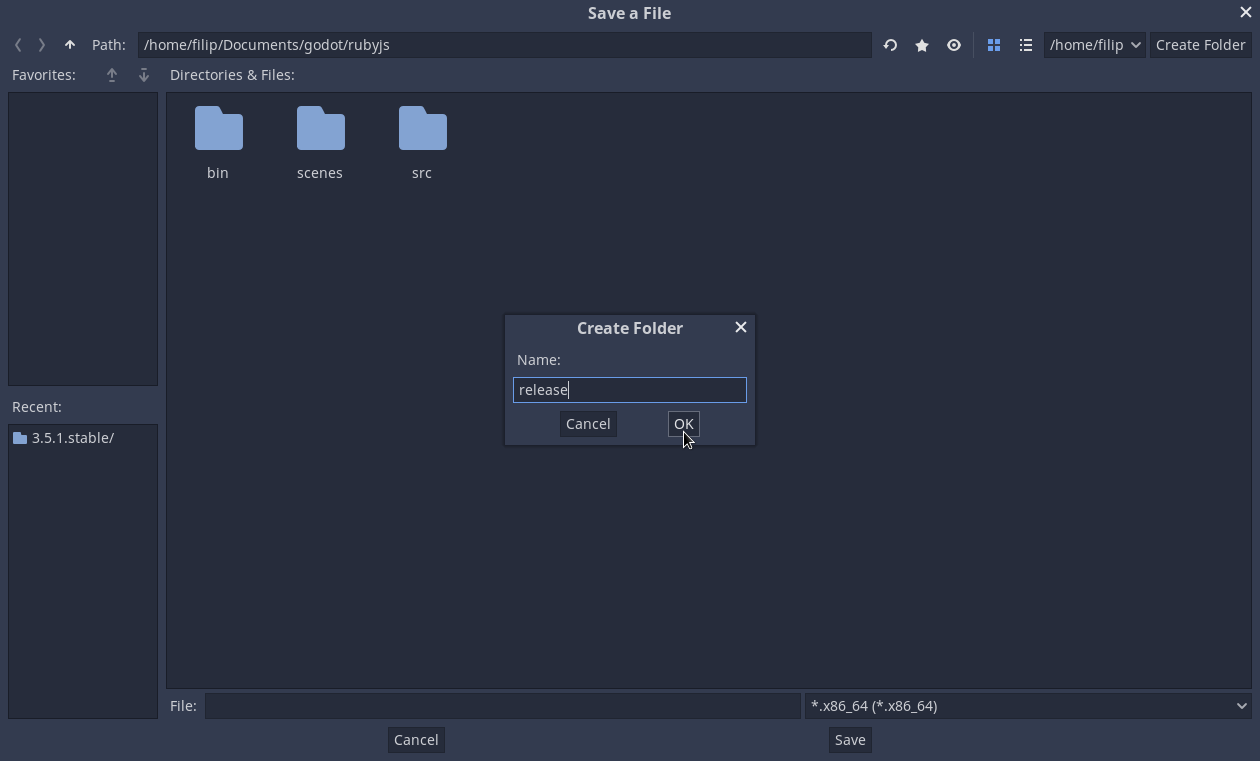 Save a File
Path: /home/filip/Documents/godot/rubyjs /home/filip Create Folder
Favorites: Directories & Files:
bin scenes src
Create Folder
Name:
release
Cancel OK
Recent:
3.5.1.stable/
File: *.x86_64 (*.x86_64)
Cancel Save